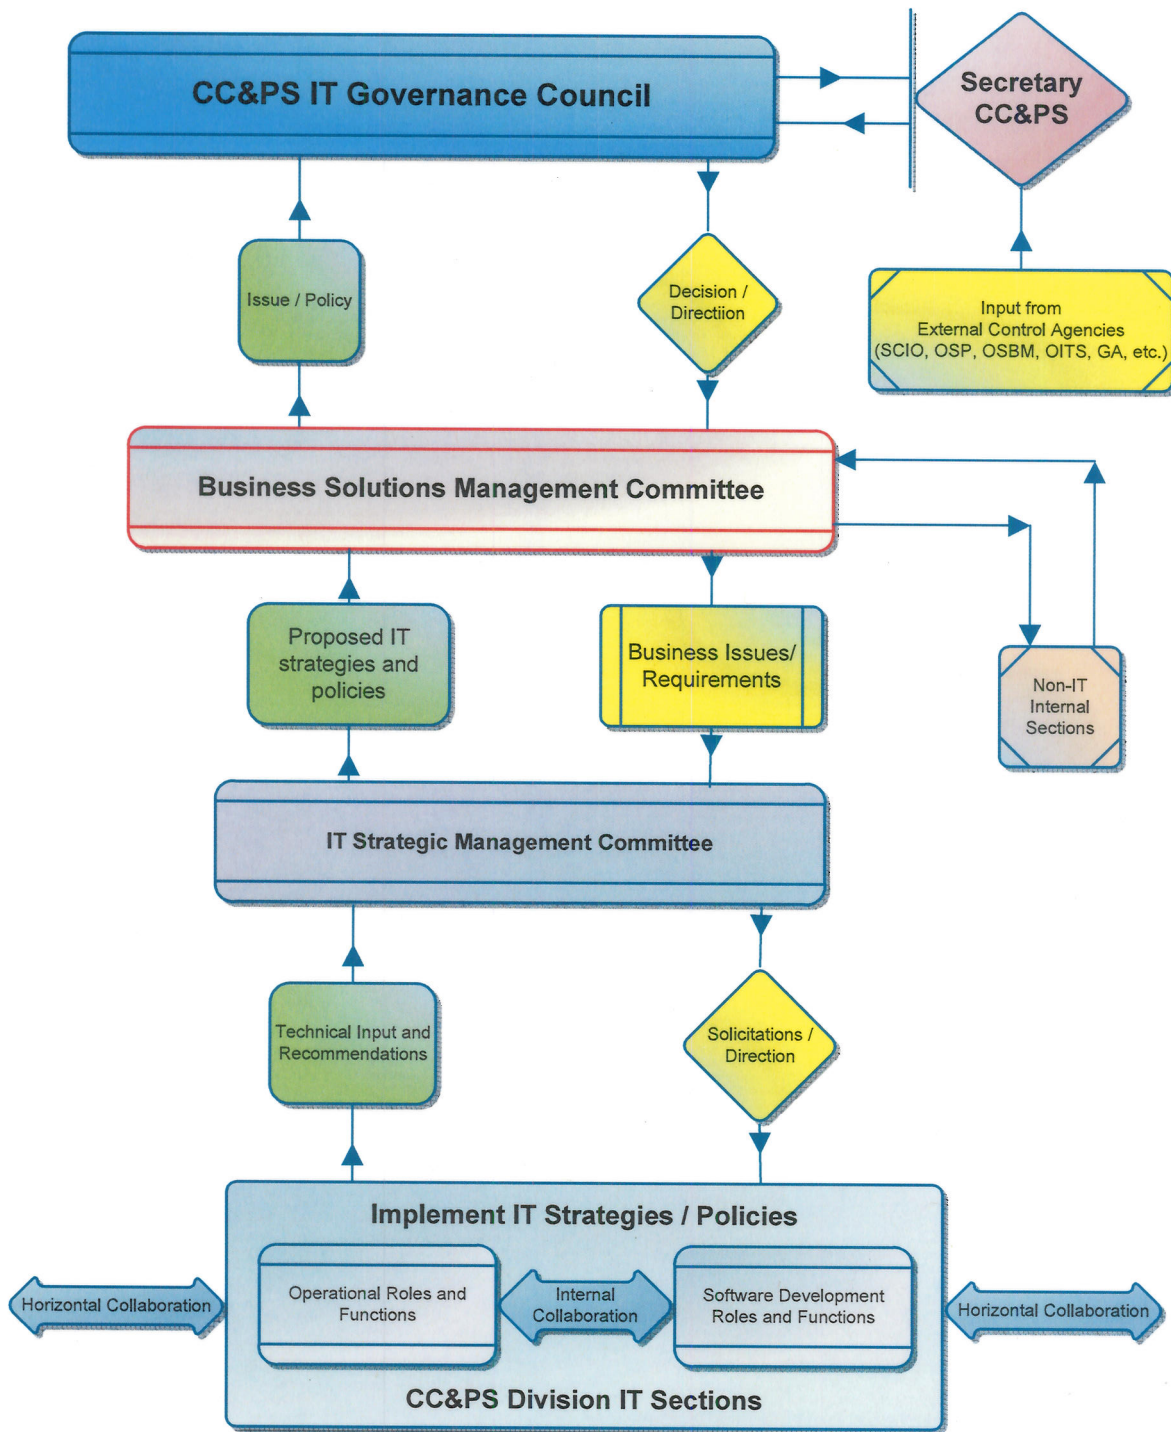 CC&PS IT Governance Council
Secretary
CC&PS
Issue / Policy
Decision /
Directiion
Input from
External Control Agencies
(SCIO, OSP, OSBM, OITS, GA, etc.)
Business Solutions Management Committee
Proposed IT
strategies and
policies
Business Issues/
Requirements
Non-IT
Internal
Sections
IT Strategic Management Committee
Technical Input and
Recommendations
Solicitations /
Direction
Implement IT Strategies / Policies
Horizontal Collaboration
Operational Roles and
Functions
Internal
Collaboration
Software Development
Roles and Functions
Horizontal Collaboration
CC&PS Division IT Sections